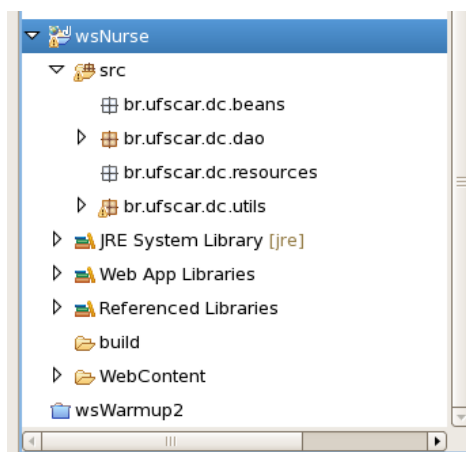 wsNurse
src
br.ufscar.dc.beans
br.ufscar.dc.dao
br.ufscar.dc.resources
br.ufscar.dc.utils
JRE System Library [jre]
Web App Libraries
Referenced Libraries
build
WebContent
wsWarmup2